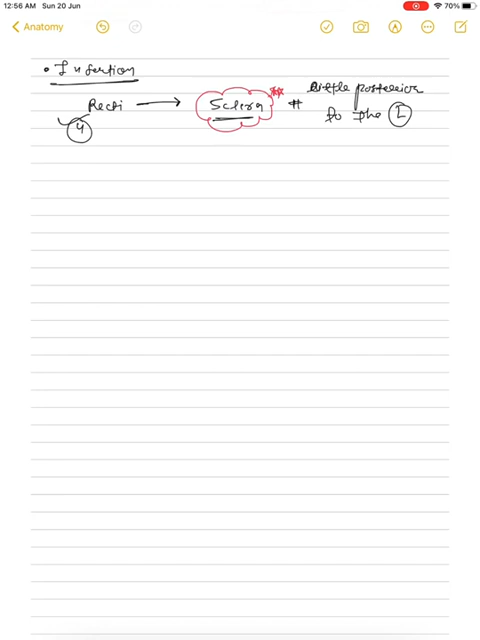 12:56 AM Sun 20 Jun
70%
Anatomy
• Insertion
Recti → Sclera ** # little posterior
4 to the L